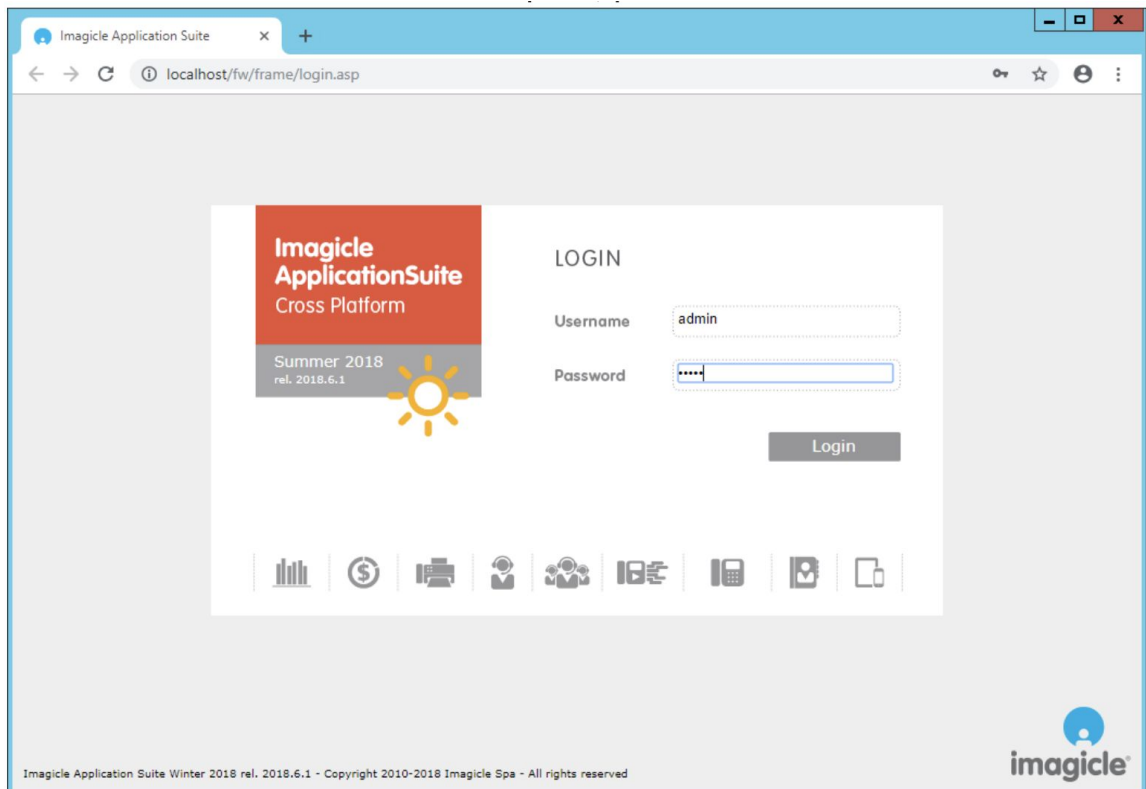 Imagicle Application Suite
localhost/fw/frame/login.asp
Imagicle
ApplicationSuite
Cross Platform
Summer 2018
rel. 2018.6.1
LOGIN
Username admin
Password •••••
Login
Imagicle Application Suite Winter 2018 rel. 2018.6.1 - Copyright 2010-2018 Imagicle Spa - All rights reserved
imagicle